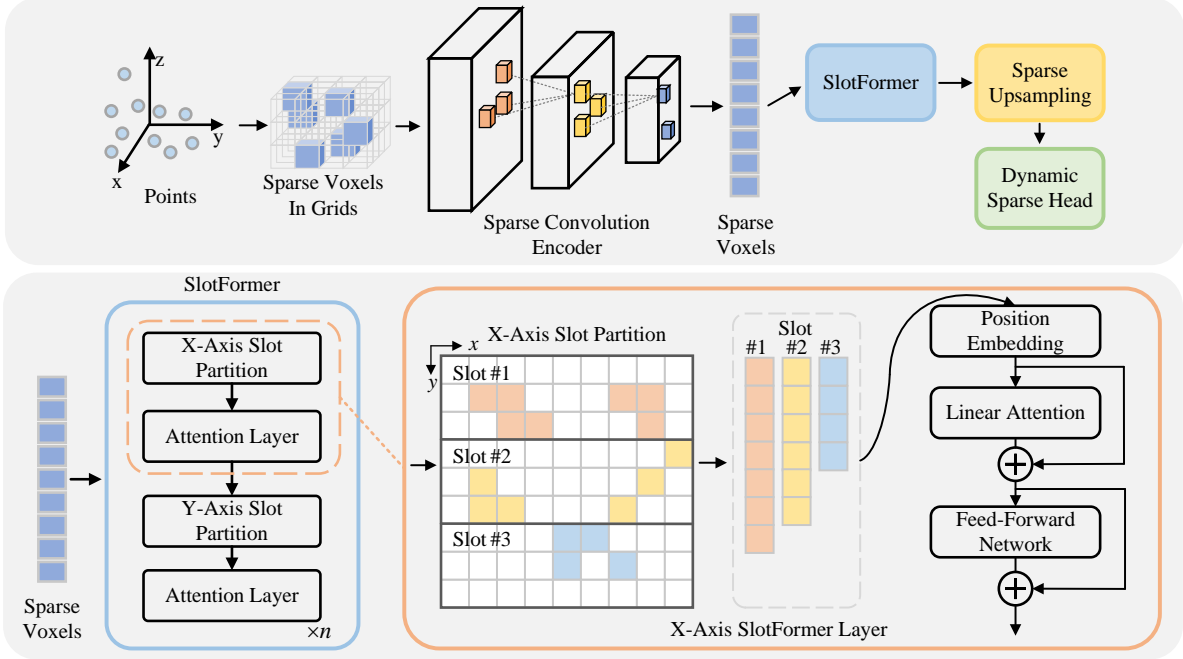 z
y
x
Points
Sparse Voxels
In Grids
Sparse Convolution
Encoder
Sparse
Voxels
SlotFormer
Sparse
Upsampling
Dynamic
Sparse Head
SlotFormer
X-Axis Slot
Partition
Attention Layer
Y-Axis Slot
Partition
Attention Layer
×n
Sparse
Voxels
X-Axis Slot Partition
x
y
Slot #1
Slot #2
Slot #3
Slot
#1 #2 #3
Position
Embedding
Linear Attention
Feed-Forward
Network
X-Axis SlotFormer Layer